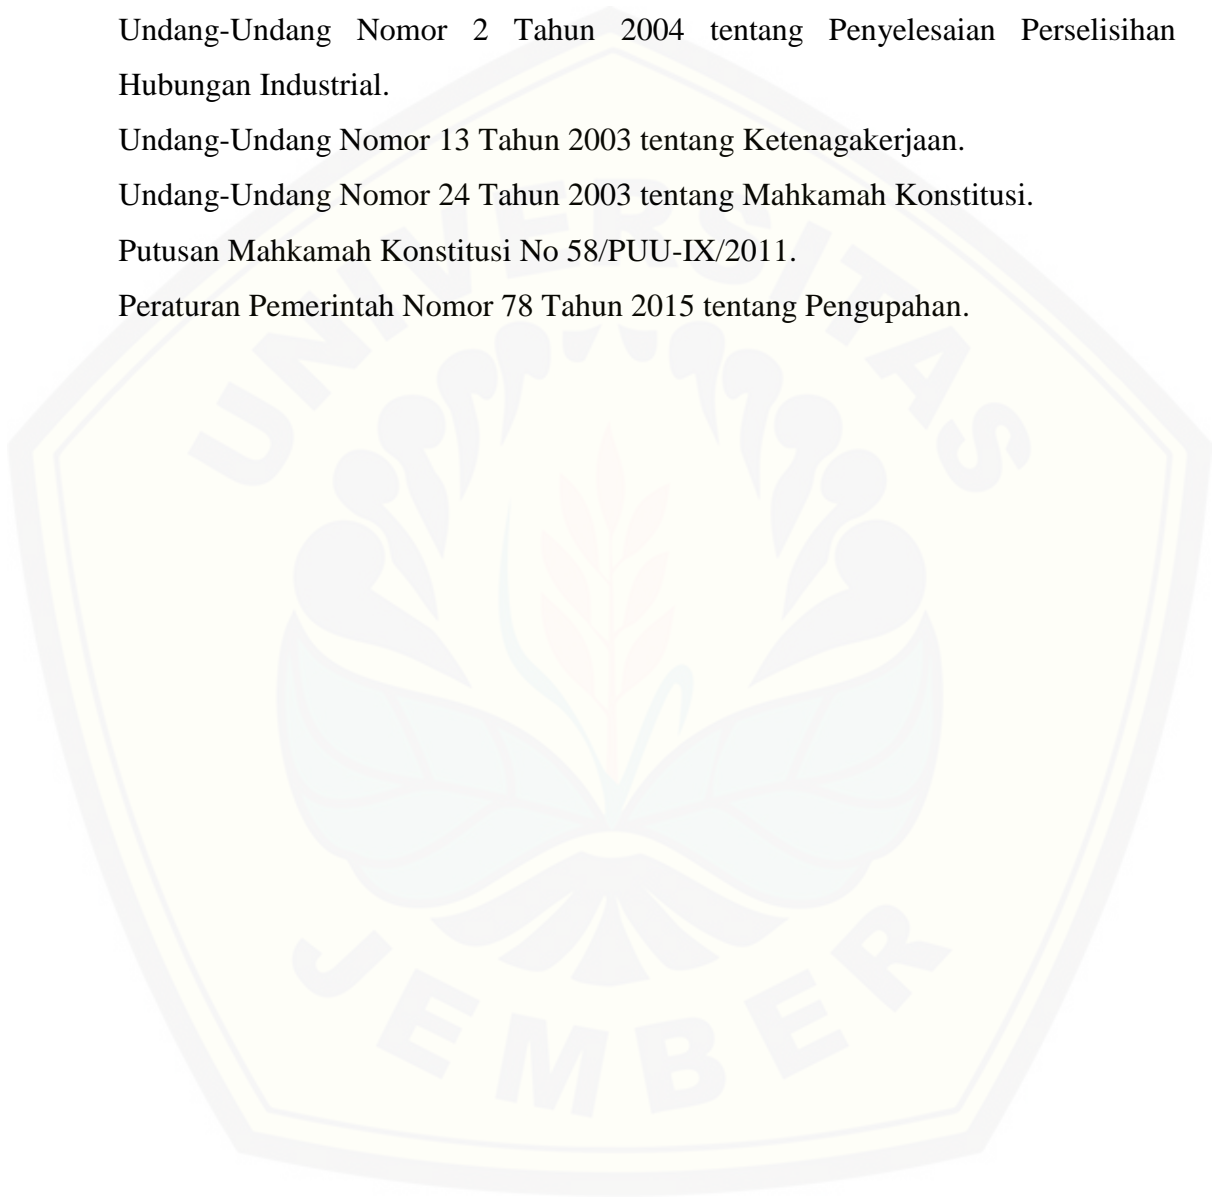 Undang-Undang Nomor 2 Tahun 2004 tentang Penyelesaian Perselisihan
Hubungan Industrial.
Undang-Undang Nomor 13 Tahun 2003 tentang Ketenagakerjaan.
Undang-Undang Nomor 24 Tahun 2003 tentang Mahkamah Konstitusi.
Putusan Mahkamah Konstitusi No 58/PUU-IX/2011.
Peraturan Pemerintah Nomor 78 Tahun 2015 tentang Pengupahan.
UNIVERSITAS
JEMBER